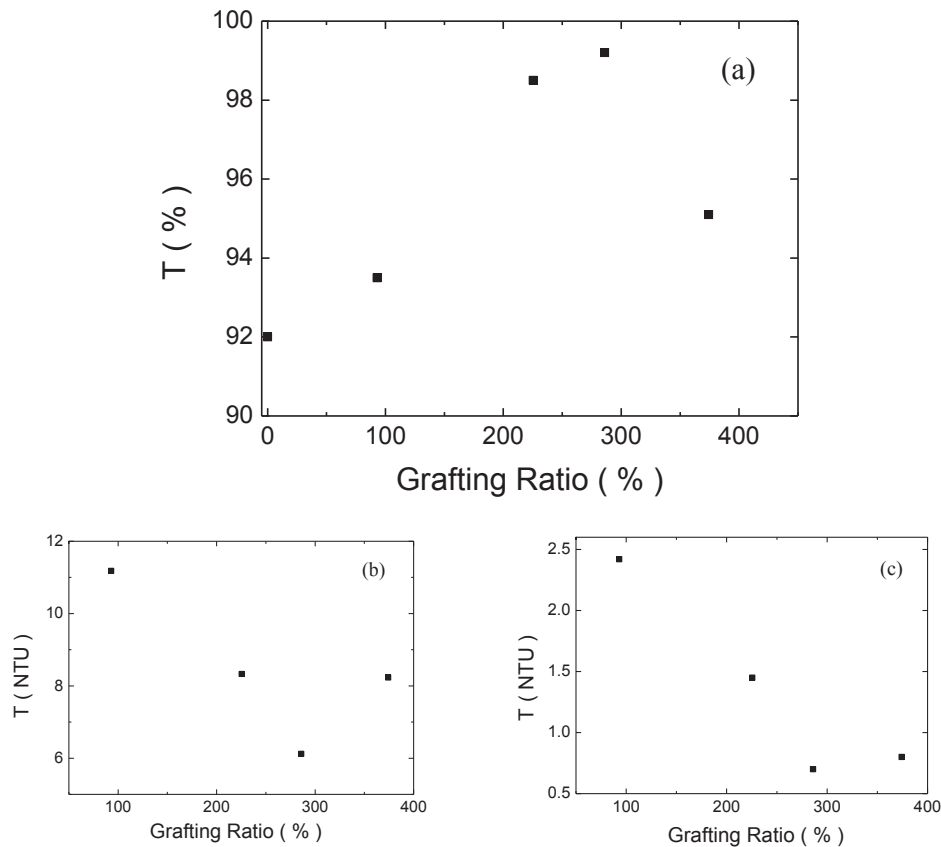 100
(a)
98
96
T ( % )
94
92
90
0 100 200 300 400
Grafting Ratio ( % )
12
(b)
10
T ( NTU )
8
6
100 200 300 400
Grafting Ratio ( % )
2.5
(c)
2.0
T ( NTU )
1.5
1.0
0.5
100 200 300 400
Grafting Ratio ( % )